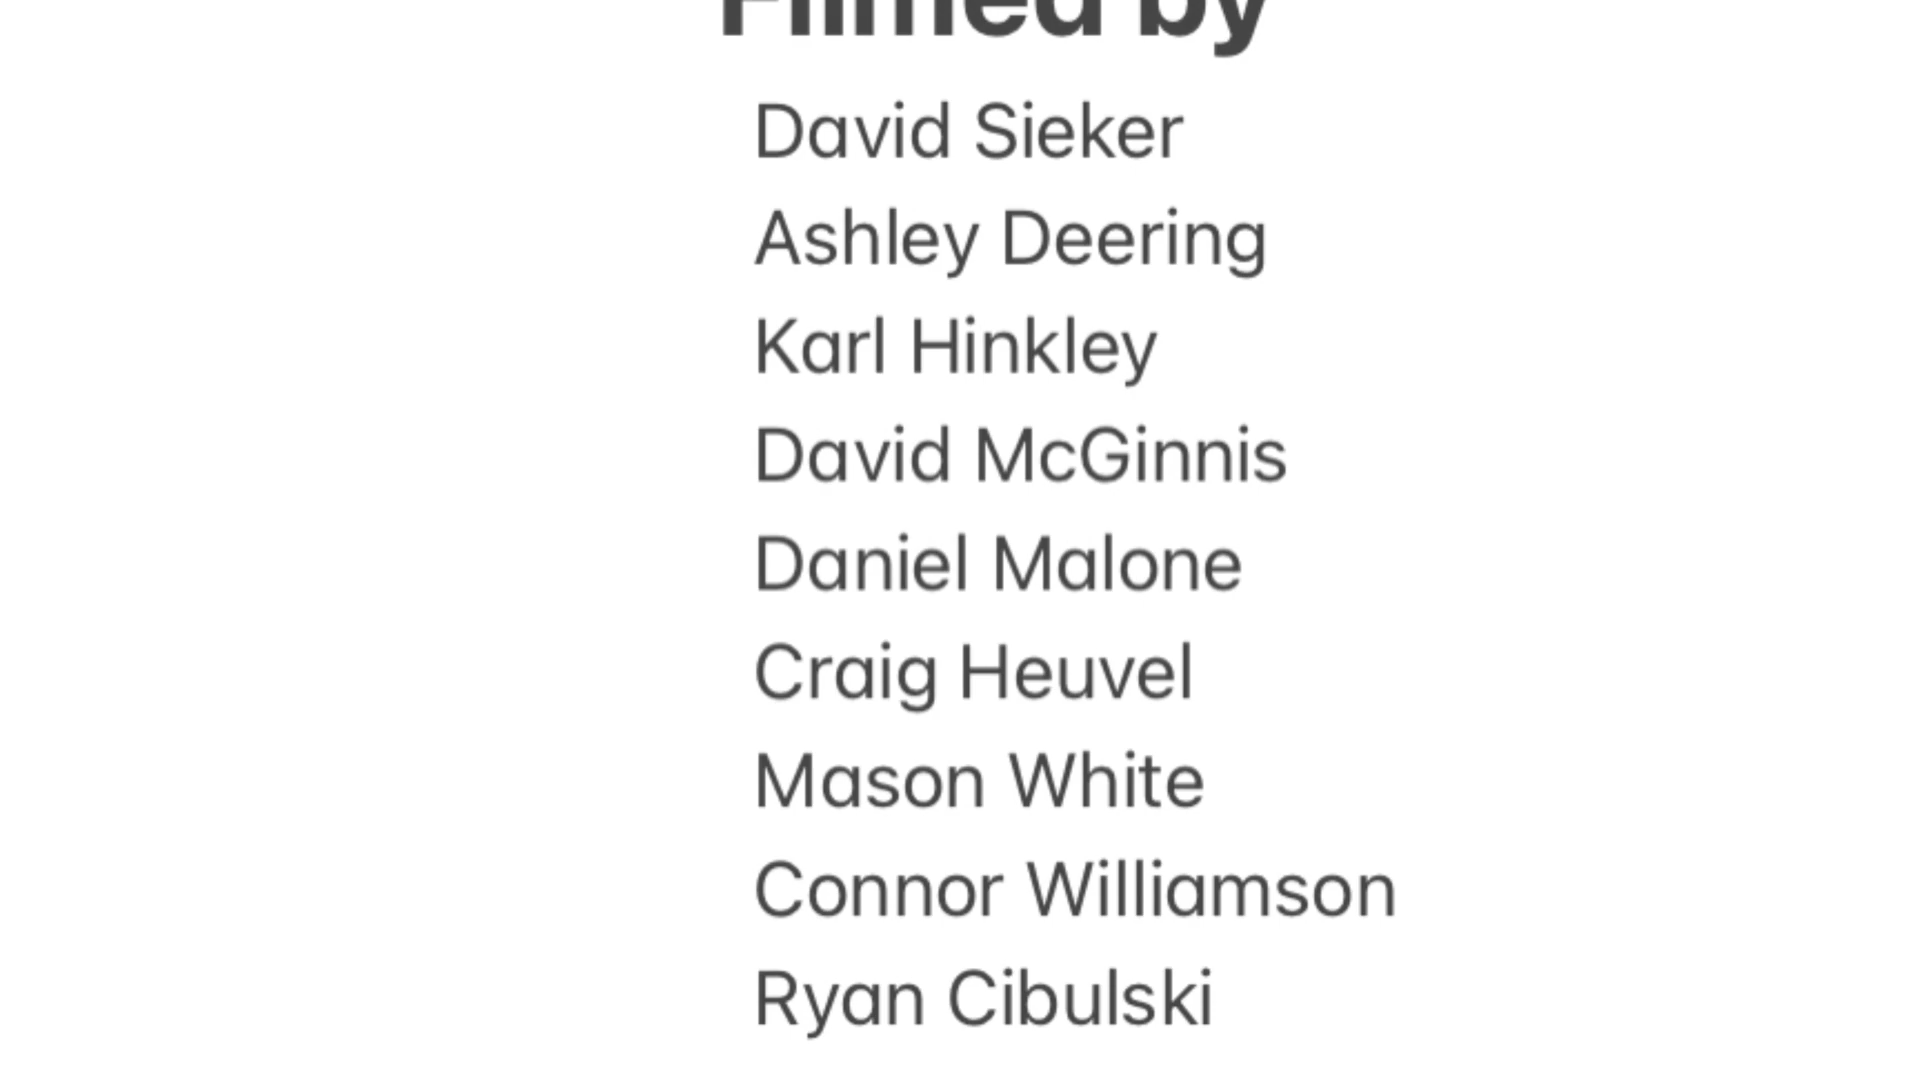 Filmed by
David Sieker
Ashley Deering
Karl Hinkley
David McGinnis
Daniel Malone
Craig Heuvel
Mason White
Connor Williamson
Ryan Cibulski